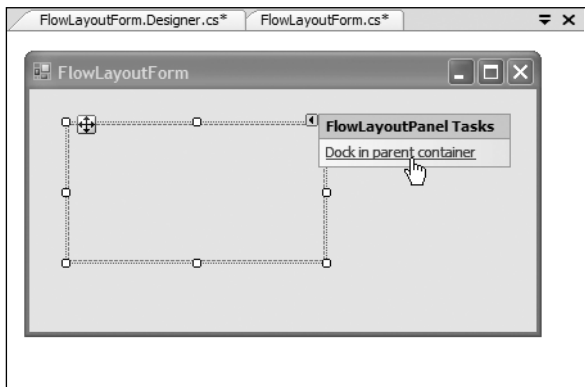 FlowLayoutForm.Designer.cs* FlowLayoutForm.cs*
FlowLayoutForm
FlowLayoutPanel Tasks
Dock in parent container